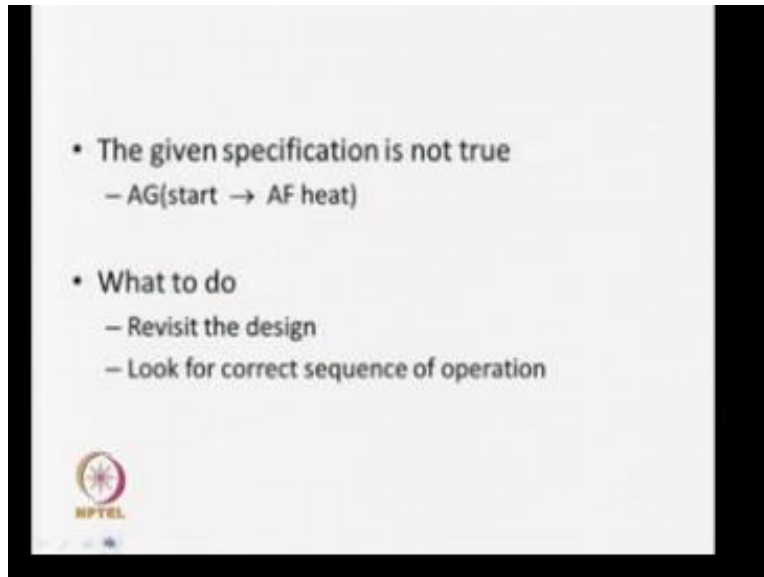 • The given specification is not true
– AG(start → AF heat)
• What to do
– Revisit the design
– Look for correct sequence of operation
NPTEL